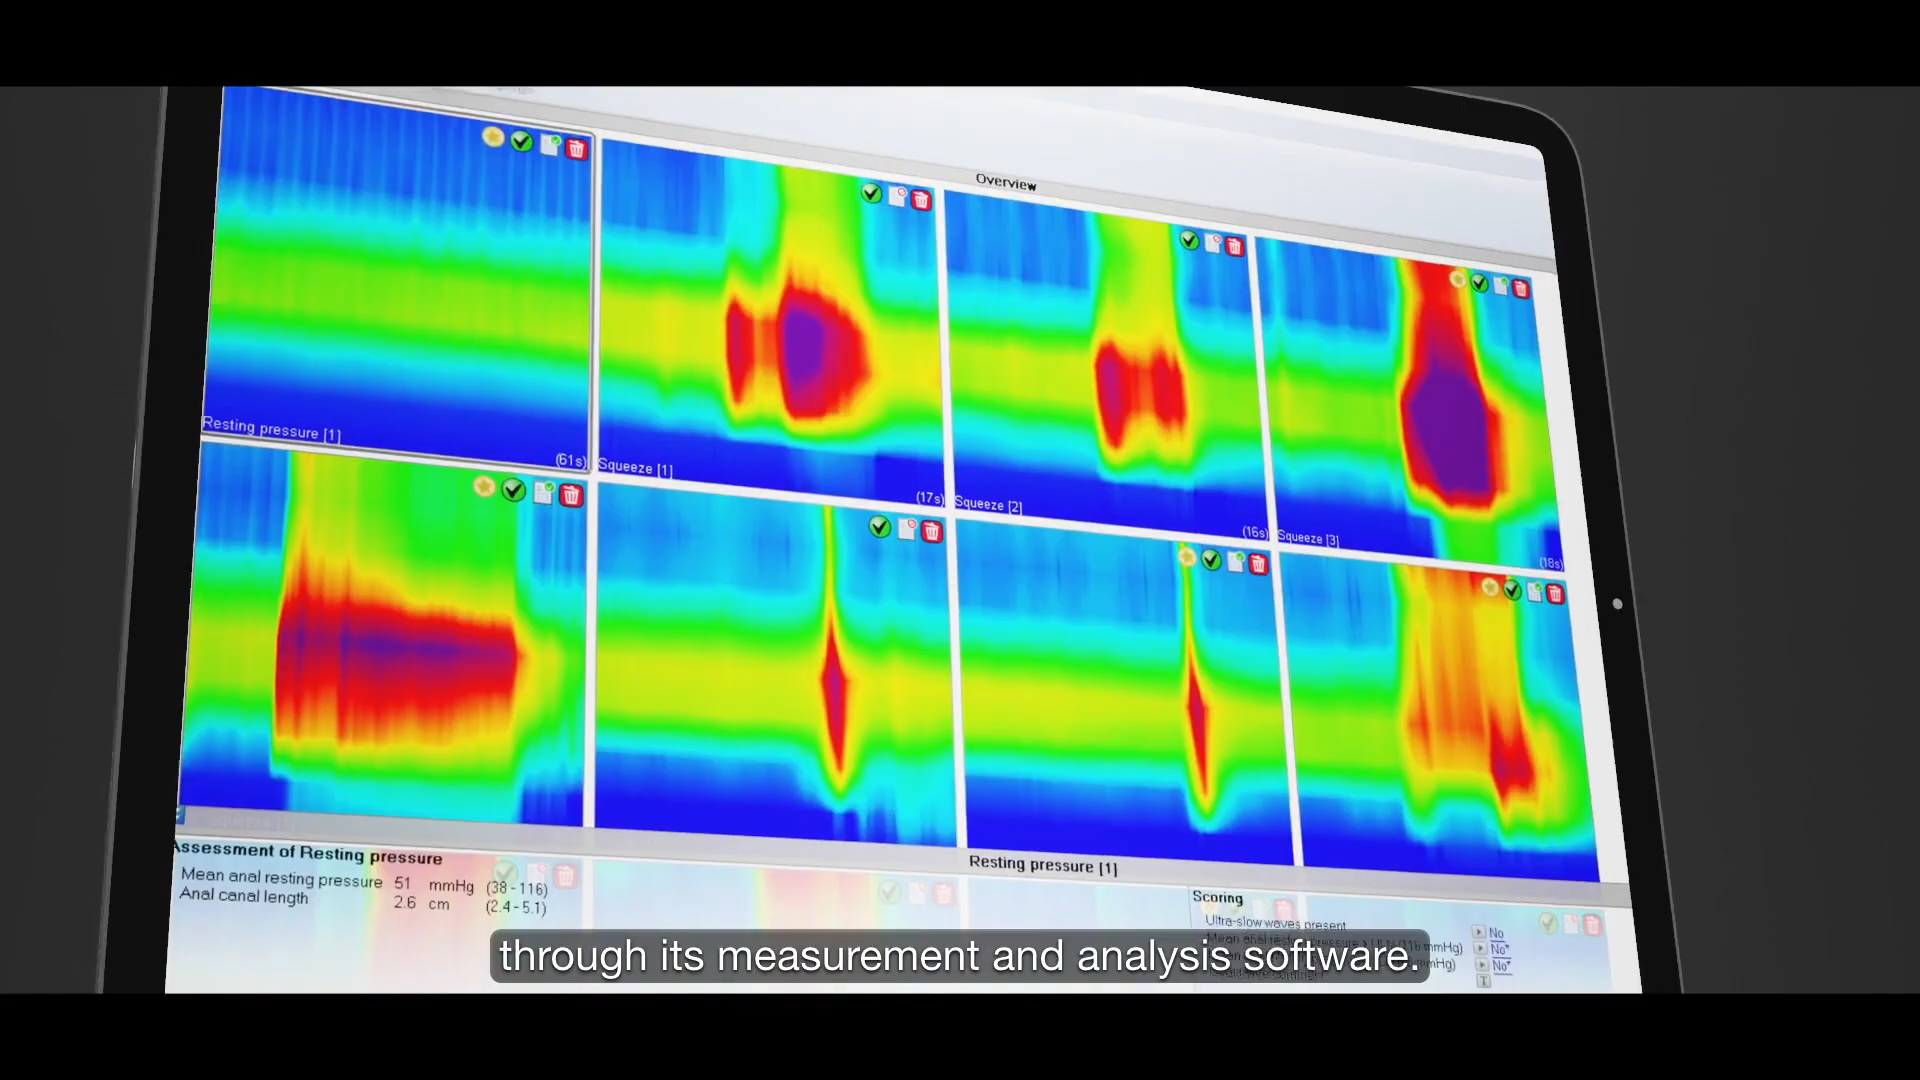 Overview
Resting pressure [1]
(61s)
Squeeze [1]
(17s)
Squeeze [2]
(16s)
Squeeze [3]
(18s)
Assessment of Resting pressure
Mean anal resting pressure 51 mmHg (38 - 116)
Anal canal length 2.6 cm (2.4 - 5.1)
Resting pressure [1]
Scoring
Ultra-slow waves present No
mmHg) No*
mmHg) No*
through its measurement and analysis software.